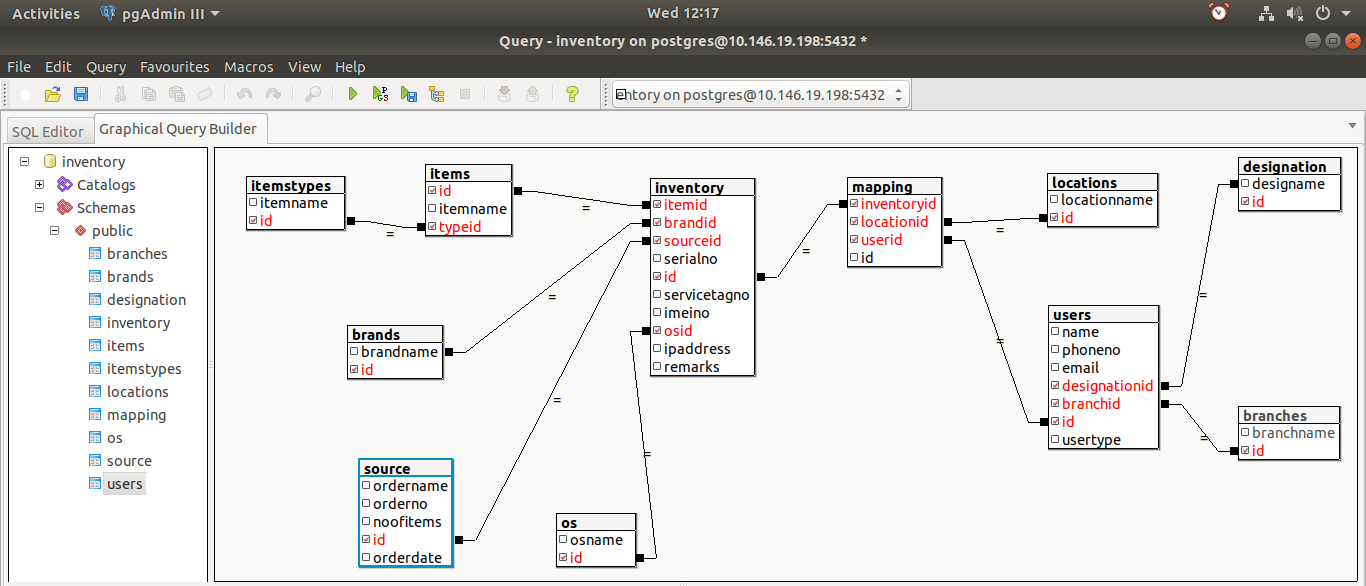 Activities pgAdmin III Wed 12:17
Query - inventory on postgres@10.146.19.198:5432 *
File Edit Query Favourites Macros View Help
entory on postgres@10.146.19.198:5432
SQL Editor Graphical Query Builder
inventory
Catalogs
Schemas
public
branches
brands
designation
inventory
items
itemstypes
locations
mapping
os
source
users
itemstypes
itemname
id
=
items
id
itemname
typeid
=
brands
brandname
id
=
source
ordername
orderno
noofitems
id
orderdate
=
os
osname
id
=
inventory
itemid
brandid
sourceid
serialno
id
servicetagno
imeino
osid
ipaddress
remarks
=
mapping
inventoryid
locationid
userid
id
=
=
locations
locationname
id
users
name
phoneno
email
designationid
branchid
id
usertype
=
=
designation
designame
id
branches
branchname
id